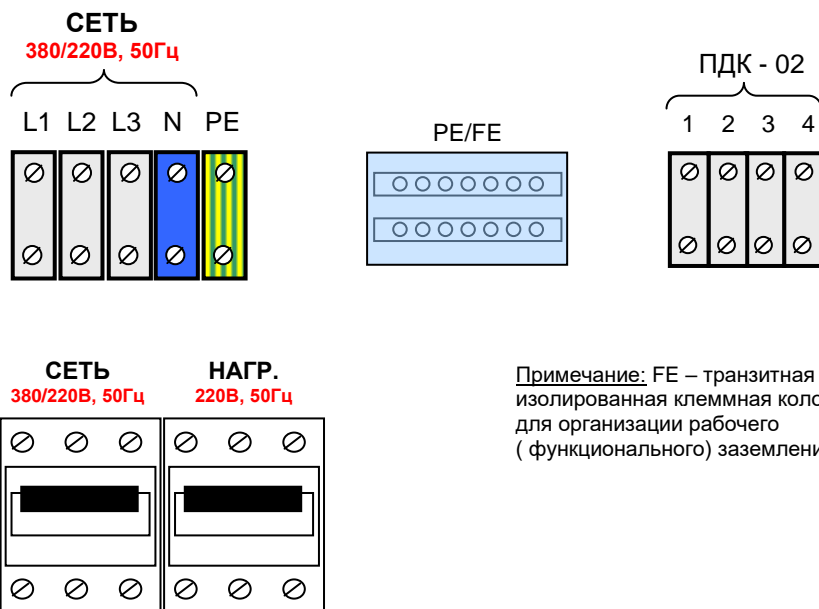 СЕТЬ
380/220В, 50Гц
L1 L2 L3 N PE
PE/FE
ПДК - 02
1 2 3 4
СЕТЬ
380/220В, 50Гц
НАГР.
220В, 50Гц
Примечание: FE – транзитная
изолированная клеммная
для организации рабочего
( функционального)